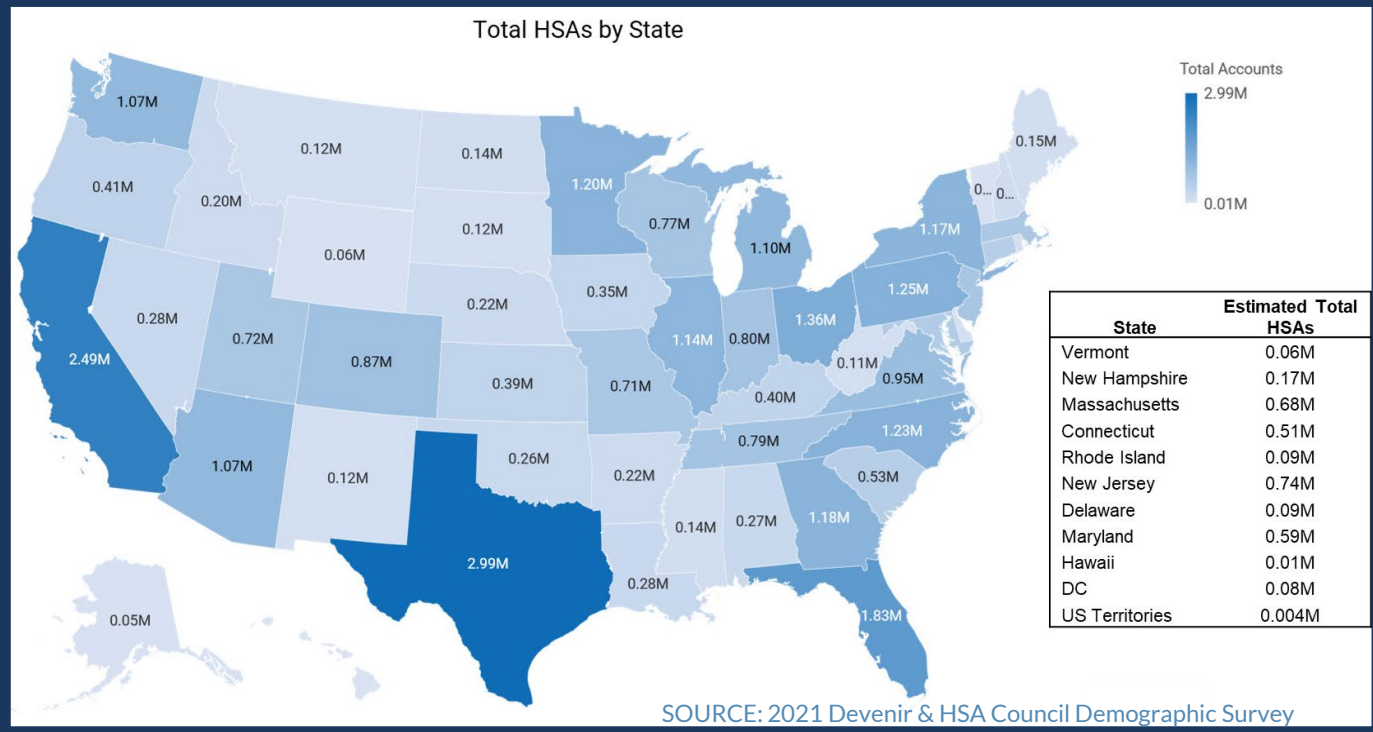 Total HSAs by State
Total Accounts
2.99M
0.01M
1.07M
0.41M
0.20M
0.12M
0.14M
0.12M
0.06M
1.20M
0.77M
1.10M
0.15M
0...
0...
1.17M
1.25M
2.49M
0.28M
0.72M
0.87M
0.22M
0.39M
0.35M
0.71M
1.14M
0.80M
1.36M
0.11M
0.95M
0.40M
0.79M
1.23M
0.53M
1.07M
0.12M
0.26M
0.22M
0.14M
0.27M
1.18M
2.99M
0.28M
1.83M
0.05M
State Estimated Total HSAs
Vermont 0.06M
New Hampshire 0.17M
Massachusetts 0.68M
Connecticut 0.51M
Rhode Island 0.09M
New Jersey 0.74M
Delaware 0.09M
Maryland 0.59M
Hawaii 0.01M
DC 0.08M
US Territories 0.004M
SOURCE: 2021 Devenir & HSA Council Demographic Survey